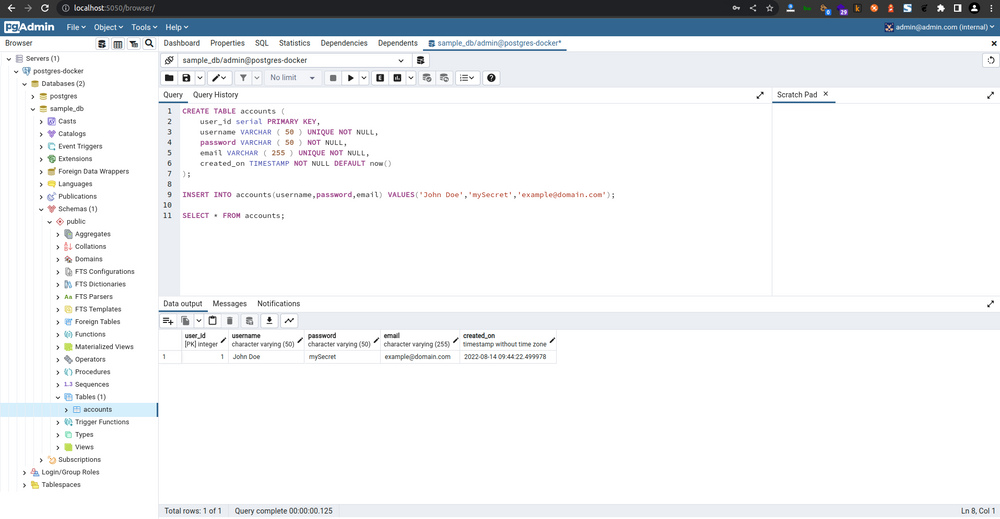 localhost:5050/browser/
29
pgAdmin File Object Tools Help admin@admin.com (internal)
Browser
Dashboard Properties SQL Statistics Dependencies Dependents sample_db/admin@postgres-docker*
Servers (1)
postgres-docker
Databases (2)
postgres
sample_db
Casts
Catalogs
Event Triggers
Extensions
Foreign Data Wrappers
Languages
Publications
Schemas (1)
public
Aggregates
Collations
Domains
FTS Configurations
FTS Dictionaries
Aa FTS Parsers
FTS Templates
Foreign Tables
Functions
Materialized Views
Operators
Procedures
1..3 Sequences
Tables (1)
accounts
Trigger Functions
Types
Views
Subscriptions
Login/Group Roles
Tablespaces
sample_db/admin@postgres-docker
No limit
Query Query History
Scratch Pad
1 CREATE TABLE accounts (
2 user_id serial PRIMARY KEY,
3 username VARCHAR ( 50 ) UNIQUE NOT NULL,
4 password VARCHAR ( 50 ) NOT NULL,
5 email VARCHAR ( 255 ) UNIQUE NOT NULL,
6 created_on TIMESTAMP NOT NULL DEFAULT now()
7 );
8
9 INSERT INTO accounts(username,password,email) VALUES('John Doe','mySecret','example@domain.com');
10
11 SELECT * FROM accounts;
Data output Messages Notifications
user_id username password email created_on
[PK] integer character varying (50) character varying (50) character varying (255) timestamp without time zone
1 1 John Doe mySecret example@domain.com 2022-08-14 09:44:22.499978
Total rows: 1 of 1 Query complete 00:00:00.125 Ln 8, Col 1